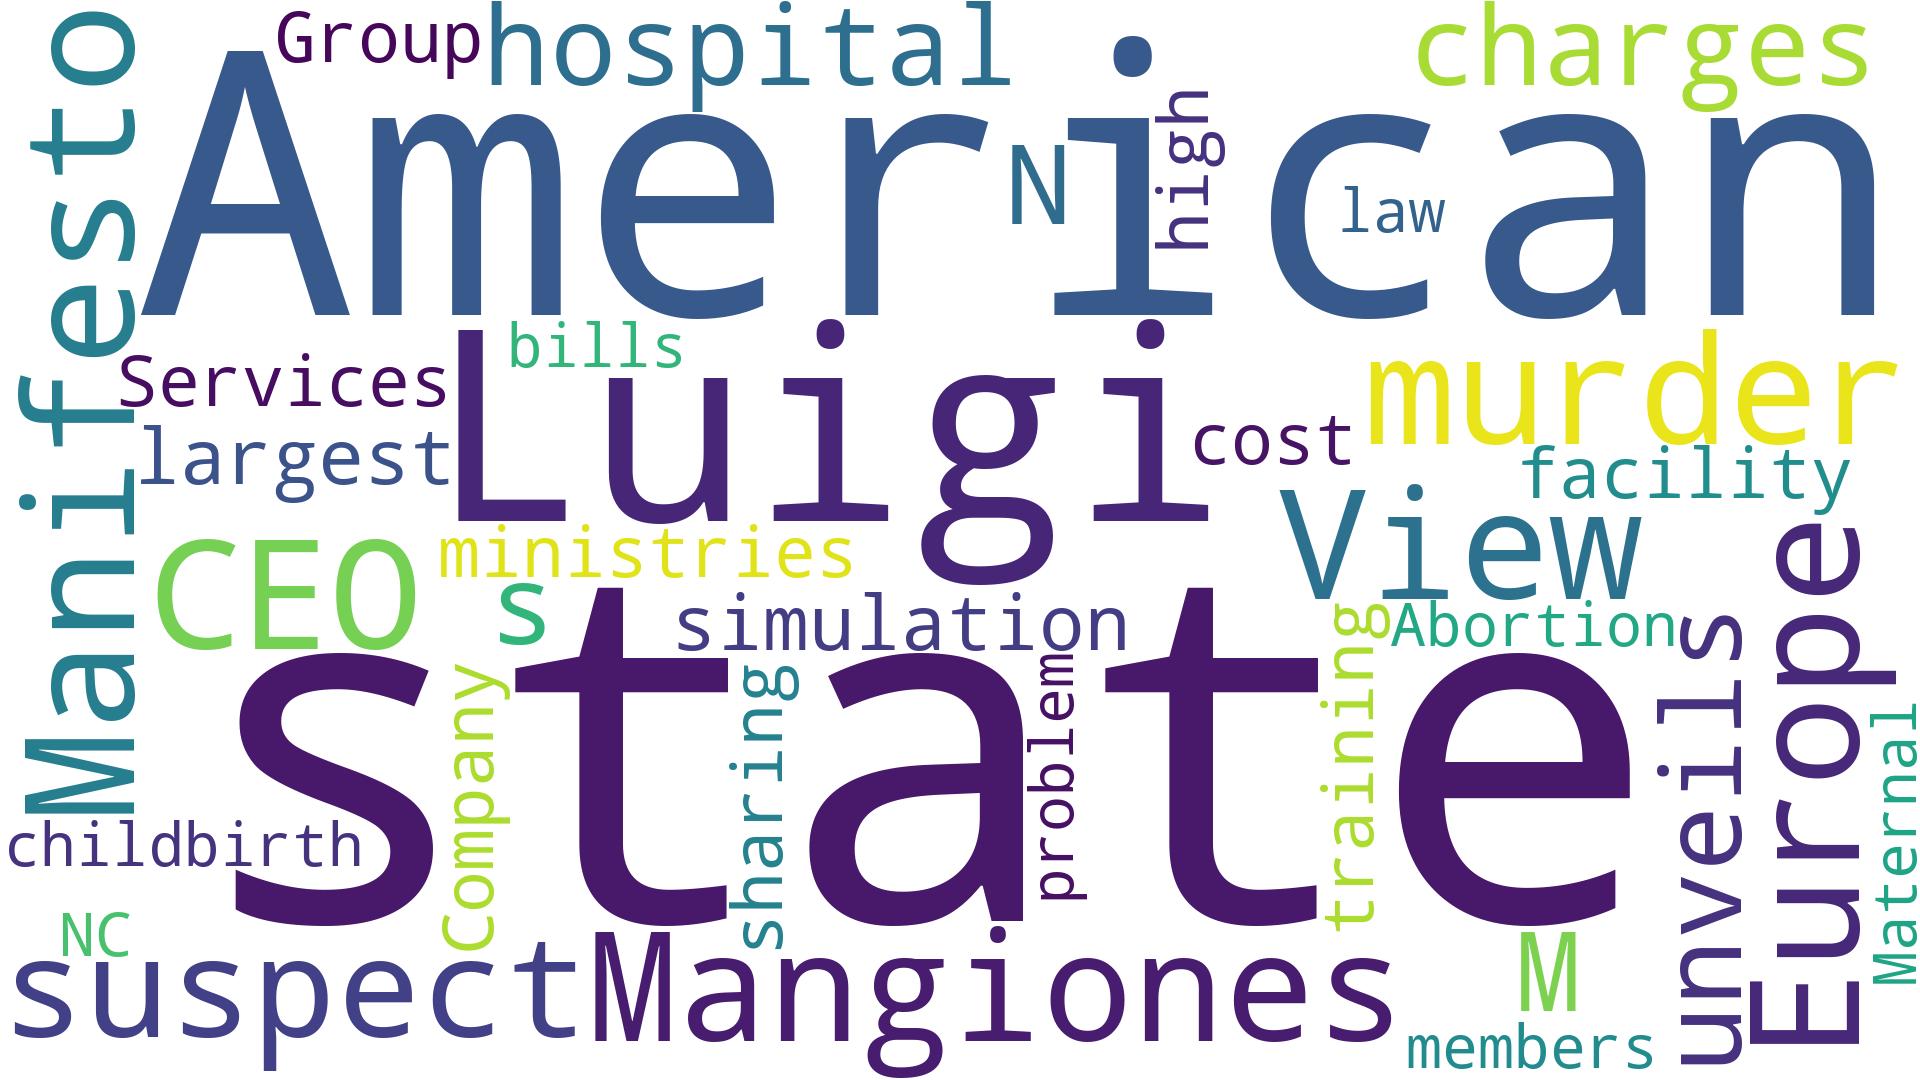 Manifesto
Group
hospital
charges
American
N
high
law
Services
bills
Luigi
murder
largest
cost
facility
CEO
ministries
View
s
simulation
Abortion
state
Company
sharing
problem
training
unveils
Europe
Maternal
childbirth
NC
suspect
Mangiones
M
members